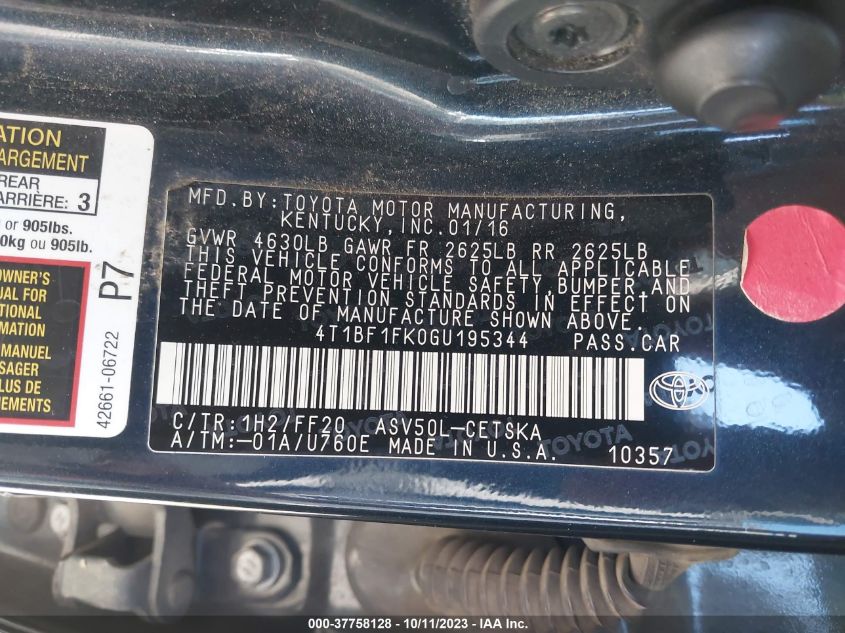 ATION
ARGEMENT
REAR
ARRIÈRE: 3
or 905lbs.
0kg ou 905lb.
OWNER'S
UAL FOR
TIONAL
RMATION
MANUEL
SAGER
PLUS DE
EMENTS.
42661-06722
P7
MFD.BY:TOYOTA MOTOR MANUFACTURING,
KENTUCKY,INC.01/16
GVWR 4630LB GAWR FR 2625LB RR 2625LB
THIS VEHICLE CONFORMS TO ALL APPLICABLE
FEDERAL MOTOR VEHICLE SAFETY,BUMPER,AND
THEFT PREVENTION STANDARDS IN EFFECT ON
THE DATE OF MANUFACTURE SHOWN ABOVE.
4T1BF1FK0GU195344 PASS.CAR
C/TR:1H2/FF20 ASV50L-CETSKA
A/TM:-01A/U760E MADE IN U.S.A. 10357
000-37758128 - 10/11/2023 - IAA Inc.